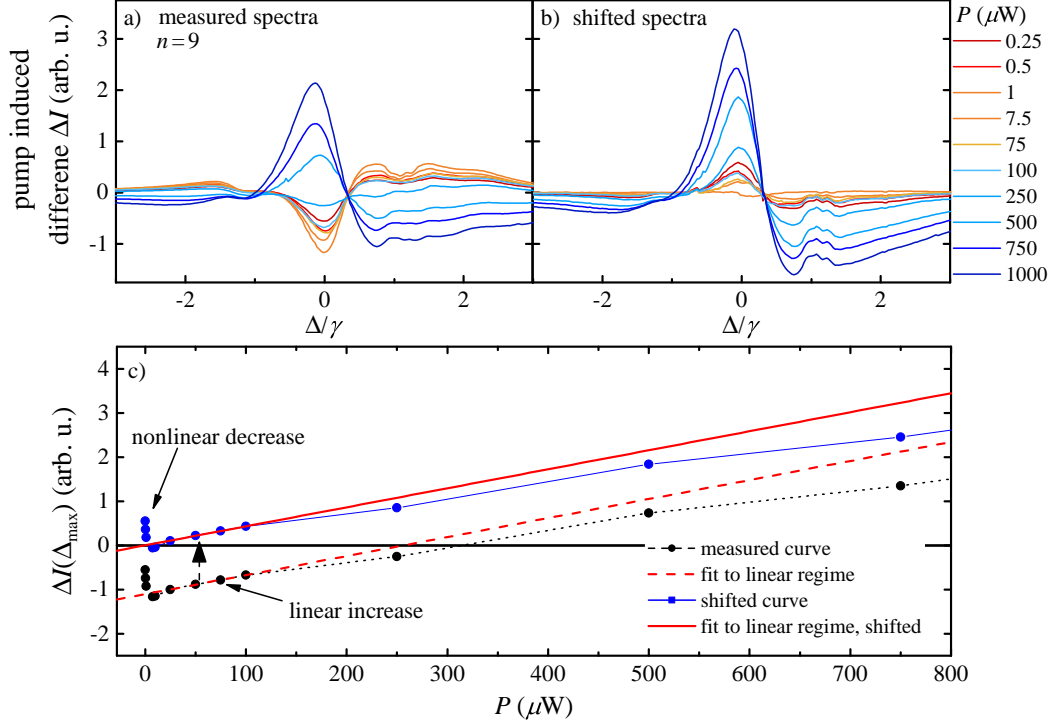 a) measured spectra
n=9
b) shifted spectra
P (μW)
0.25
0.5
1
7.5
75
100
250
500
750
1000
pump induced
differene ΔI (arb. u.)
3
2
1
0
-1
-2 0 2
-2 0 2
Δ/γ
Δ/γ
c)
nonlinear decrease
linear increase
measured curve
fit to linear regime
shifted curve
fit to linear regime, shifted
ΔI(Δmax) (arb. u.)
4
3
2
1
0
-1
-2
0 100 200 300 400 500 600 700 800
P (μW)